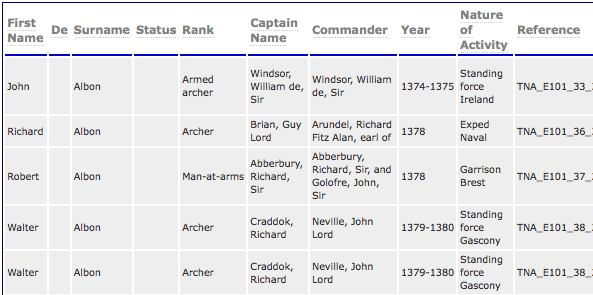 First Name De Surname Status Rank Captain Name Commander Year Nature of Activity Reference
John Albon Armed archer Windsor, William de, Sir Windsor, William de, Sir 1374-1375 Standing force Ireland TNA_E101_33_
Richard Albon Archer Brian, Guy Lord Arundel, Richard Fitz Alan, earl of 1378 Exped Naval TNA_E101_36_
Robert Albon Man-at-arms Abberbury, Richard, Sir Abberbury, Richard, Sir, and Golofre, John, Sir 1378 Garrison Brest TNA_E101_37_
Walter Albon Archer Craddok, Richard Neville, John Lord 1379-1380 Standing force Gascony TNA_E101_38_
Walter Albon Archer Craddok, Richard Neville, John Lord 1379-1380 Standing force Gascony TNA_E101_38_